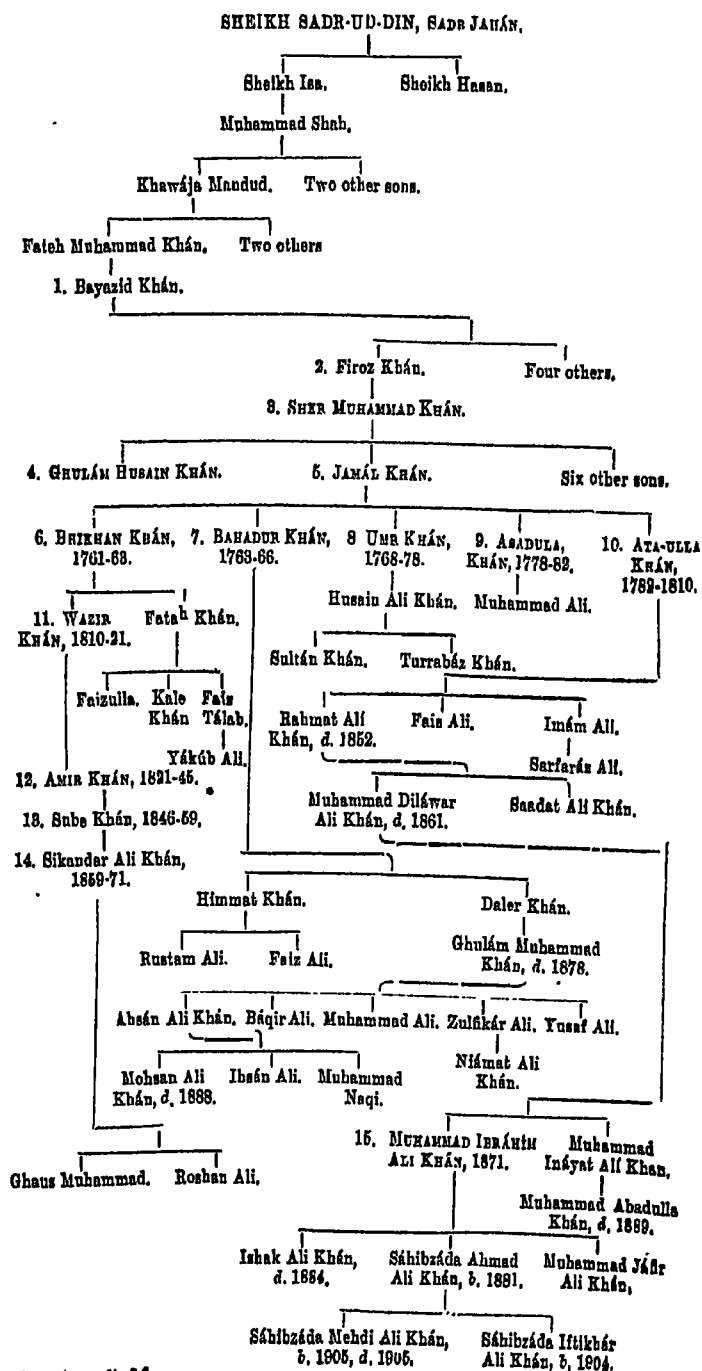 SHEIKH SADR-UD-DIN, SADR JAHÁN.
Sheikh Isa. Sheikh Hasan.
Muhammad Shah.
Khawája Maudud. Two other sons.
Fateh Muhammad Khán. Two others
1. Bayazid Khán.
2. Firoz Khán. Four others.
3. SHER MUHAMMAD KHÁN.
4. GHULÁM HUSAIN KHÁN. 5. JAMÁL KHÁN. Six other sons.
6. BHIKHAN KHÁN, 7. BAHADUR KHÁN, 8 UMR KHÁN, 9. ASADULA, 10. ATA-ULLA
1761-63. 1763-66. 1768-78. KHÁN, 1778-82. KHÁN,
1782-1810.
Husain Ali Khán. Muhammad Ali.
11. WAZIR Fatah Khán.
KHÁN, 1810-21.
Sultán Khán. Turrabáz Khán.
Faizulla. Kale Faiz
Khán Tálab.
Rahmat Alí Faiz Ali. Imám Ali.
Khán, d. 1852.
Yákúb Ali. Sarfaráz Ali.
12. AMIR KHÁN, 1821-45.
Muhammad Diláwar Saadat Ali Khán.
Ali Khán, d. 1861.
13. Sube Khán, 1846-59.
14. Sikandar Ali Khán,
1859-71.
Himmat Khán. Daler Khán.
Rustam Ali. Faiz Ali. Ghulám Muhammad
Khán, d. 1878.
Ahsán Ali Khán. Báqir Ali. Muhammad Ali. Zulfikár Ali. Yusaf Ali.
Mohsan Ali Ihsán Ali. Muhammad Niámat Ali
Khán, d. 1888. Naqi. Khán.
15. MUHAMMAD IBRÁHÍM Muhammad
ALI KHÁN, 1871. Ináyat Alí Khan.
Ghaus Muhammad. Roshan Ali.
Muhammad Abadulla
Khán, d. 1889.
Ishak Ali Khán, Sáhibzáda Ahmad Muhammad Jáfir
d. 1884. Ali Khán, b. 1881. Ali Khán,
Sáhibzáda Mehdi Ali Khán, Sáhibzáda Iftikhár
b. 1905, d. 1905. Ali Khán, b, 1904.